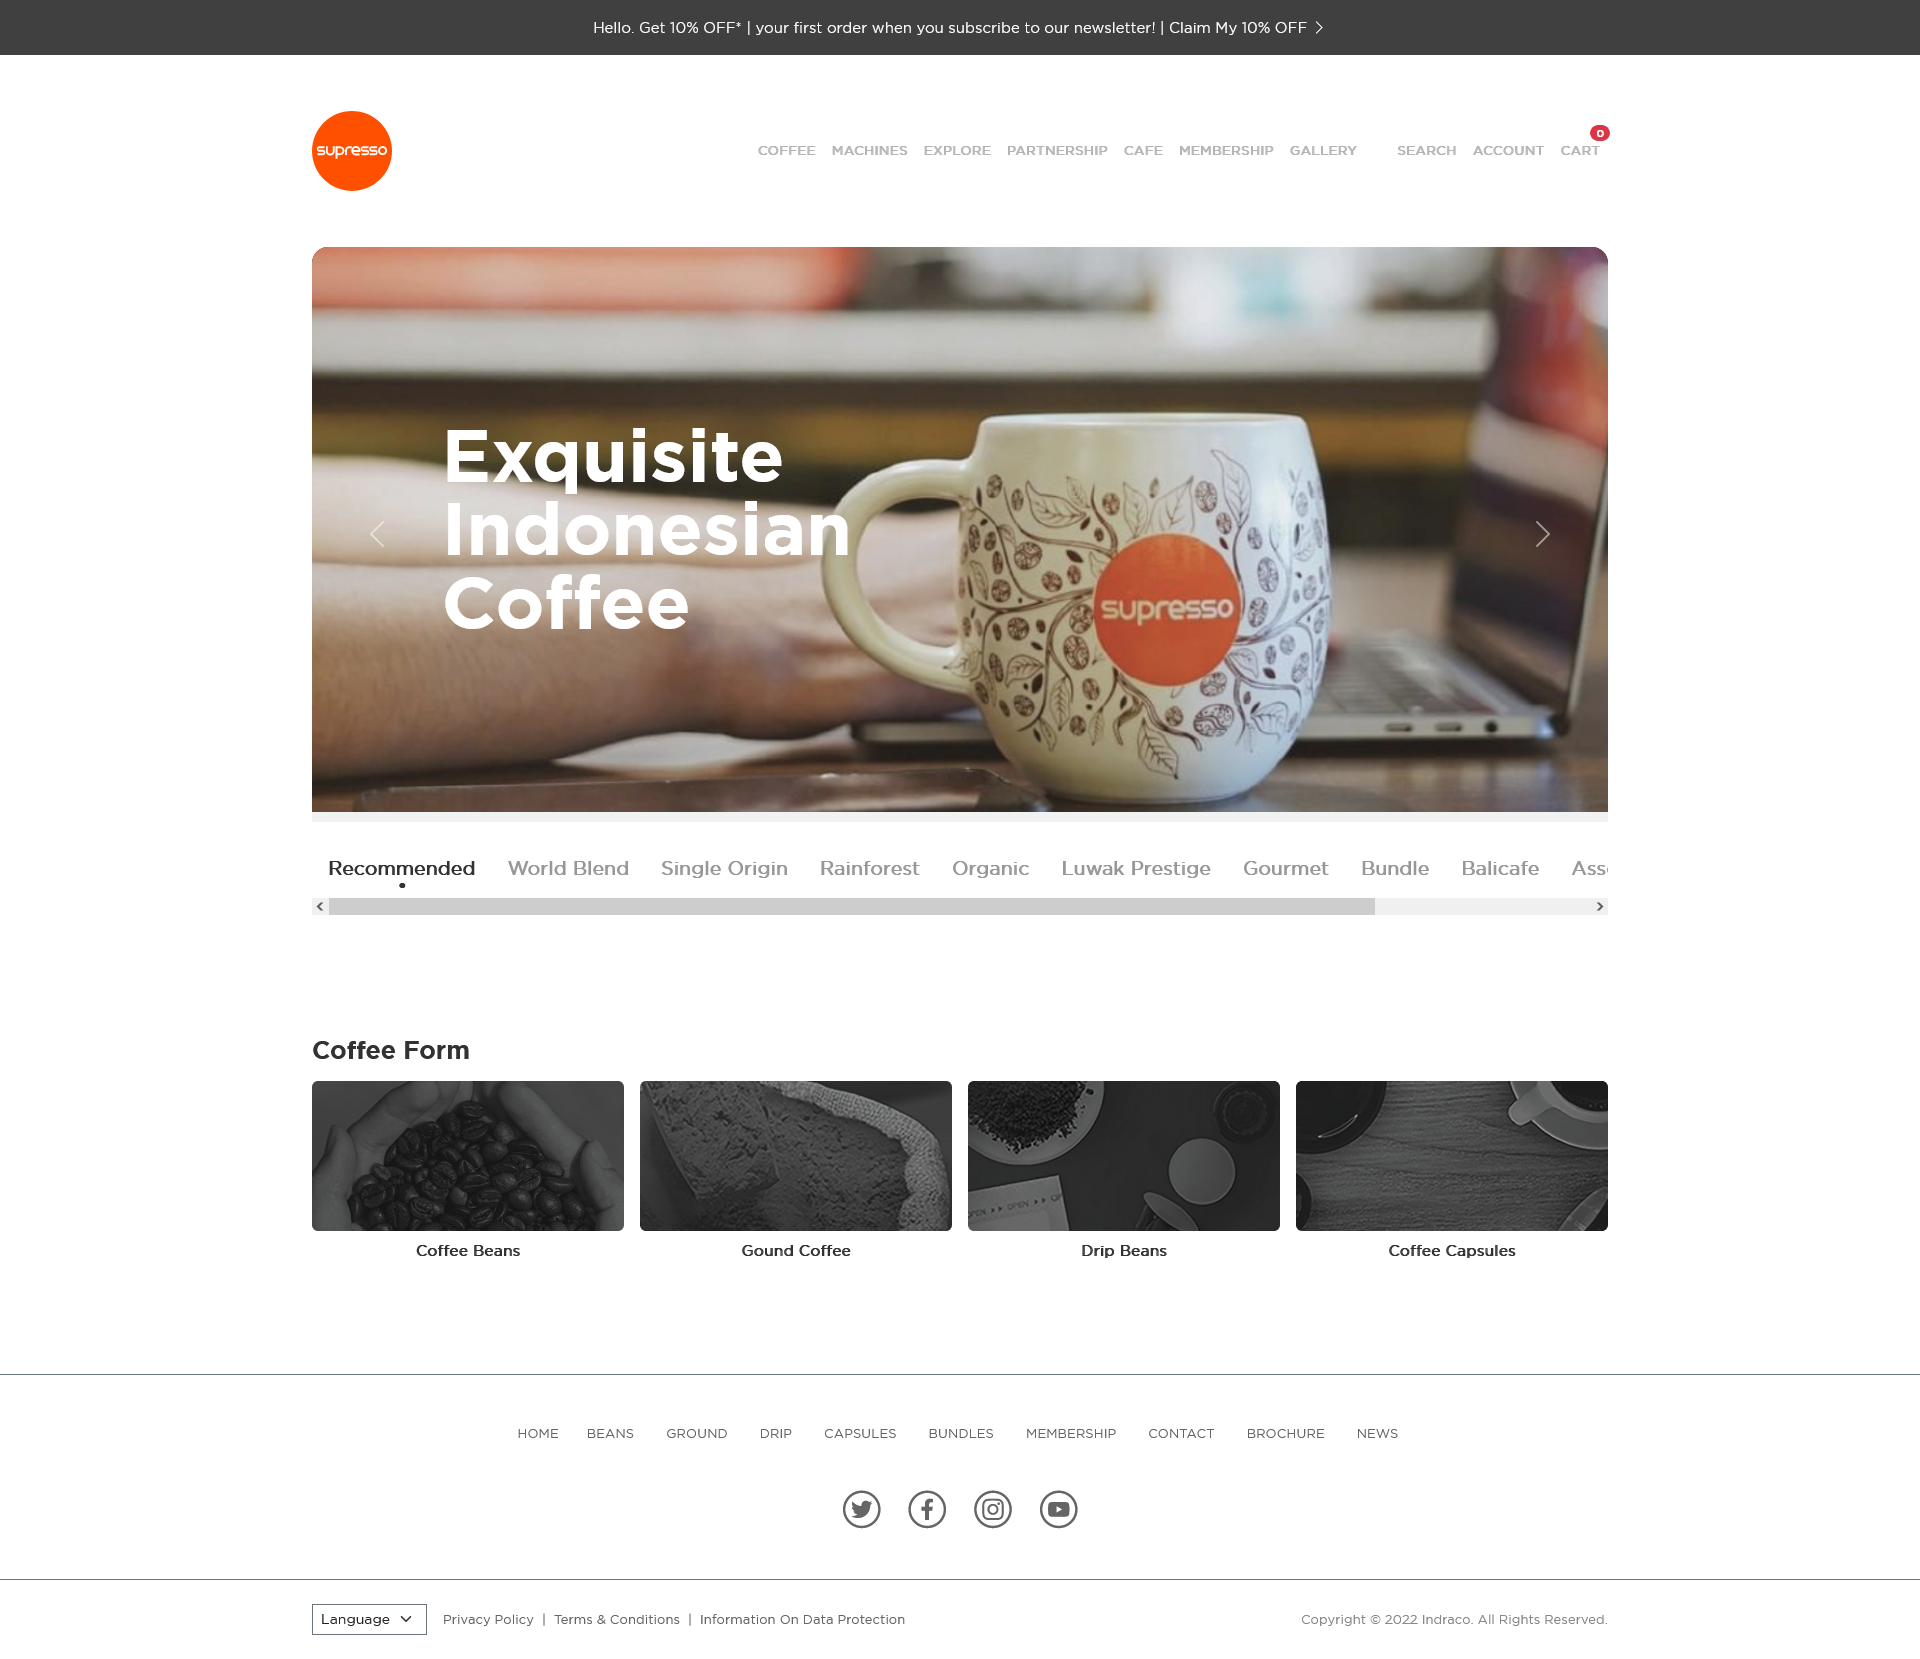 Hello. Get 10% OFF* | your first order when you subscribe to our newsletter! | Claim My 10% OFF
supresso
COFFEE MACHINES EXPLORE PARTNERSHIP CAFE MEMBERSHIP GALLERY SEARCH ACCOUNT CART 0
Exquisite
Indonesian
Coffee
supresso
Recommended World Blend Single Origin Rainforest Organic Luwak Prestige Gourmet Bundle Balicafe
Coffee Form
OPEN OPEN
Coffee Beans Gound Coffee Drip Beans Coffee Capsules
HOME BEANS GROUND DRIP CAPSULES BUNDLES MEMBERSHIP CONTACT BROCHURE NEWS
Language Privacy Policy | Terms & Conditions | Information On Data Protection Copyright © 2022 Indraco. All Rights Reserved.